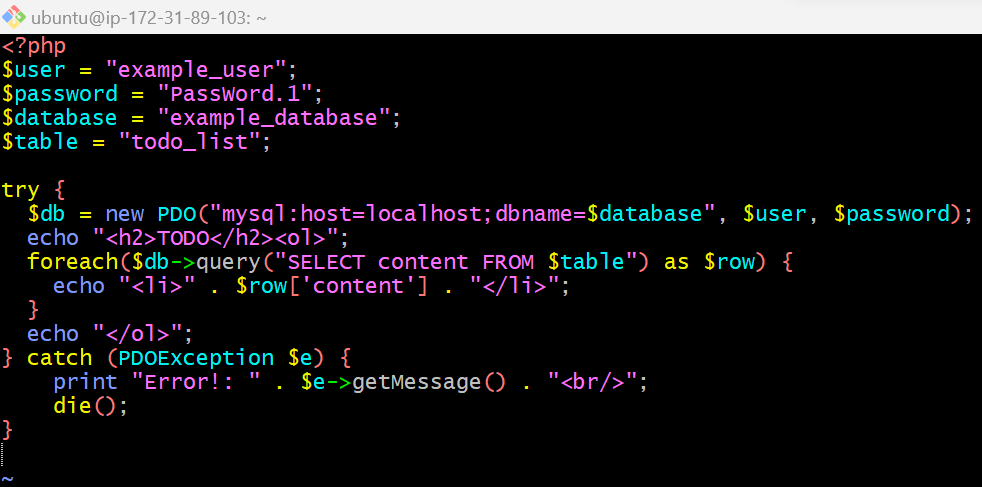 ubuntu@ip-172-31-89-103: ~
<?php
$user = "example_user";
$password = "PassWord.1";
$database = "example_database";
$table = "todo_list";

try {
  $db = new PDO("mysql:host=localhost;dbname=$database", $user, $password);
  echo "<h2>TODO</h2><ol>";
  foreach($db->query("SELECT content FROM $table") as $row) {
    echo "<li>" . $row['content'] . "</li>";
  }
  echo "</ol>";
} catch (PDOException $e) {
    print "Error!: " . $e->getMessage() . "<br/>";
    die();
}

~